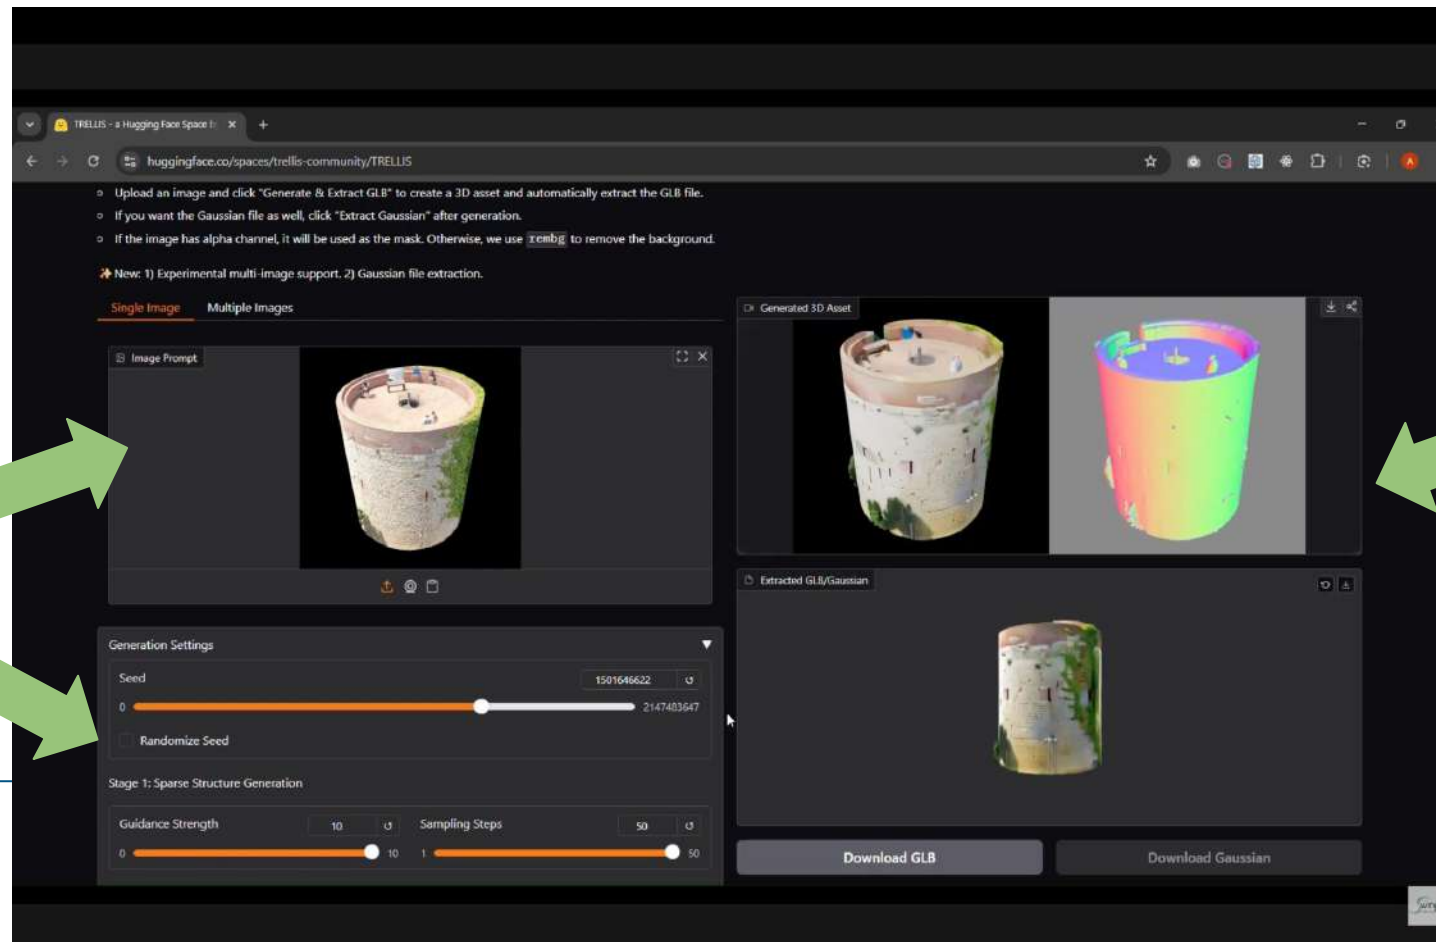 TRELLIS - a Hugging Face Space b
huggingface.co/spaces/trellis-community/TRELLIS
Upload an image and click "Generate & Extract GLB" to create a 3D asset and automatically extract the GLB file.
If you want the Gaussian file as well, click "Extract Gaussian" after generation.
If the image has alpha channel, it will be used as the mask. Otherwise, we use rembg to remove the background.
New: 1) Experimental multi-image support. 2) Gaussian file extraction.
Single Image Multiple Images
Generated 3D Asset
Image Prompt
Extracted GLB/Gaussian
Generation Settings
Seed 1501646622
0 2147483647
Randomize Seed
Stage 1: Sparse Structure Generation
Guidance Strength 10 Sampling Steps 50
0 10 1 50
Download GLB Download Gaussian